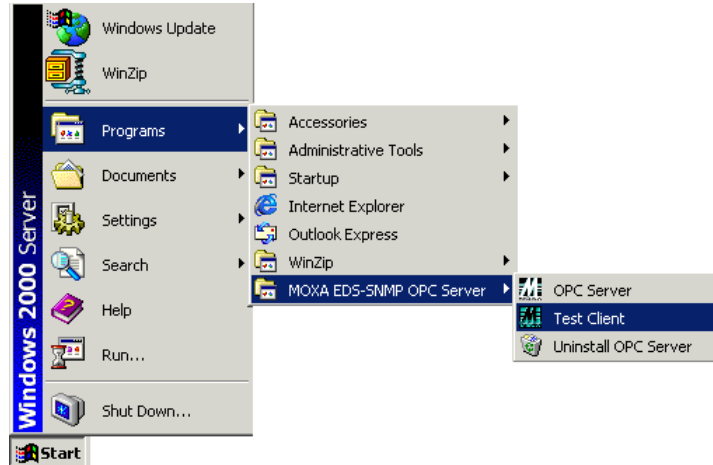 Windows 2000 Server
Windows Update
WinZip
Programs
Documents
Settings
Search
Help
Run...
Shut Down...
Start
Accessories
Administrative Tools
Startup
Internet Explorer
Outlook Express
WinZip
MOXA EDS-SNMP OPC Server
OPC Server
Test Client
Uninstall OPC Server